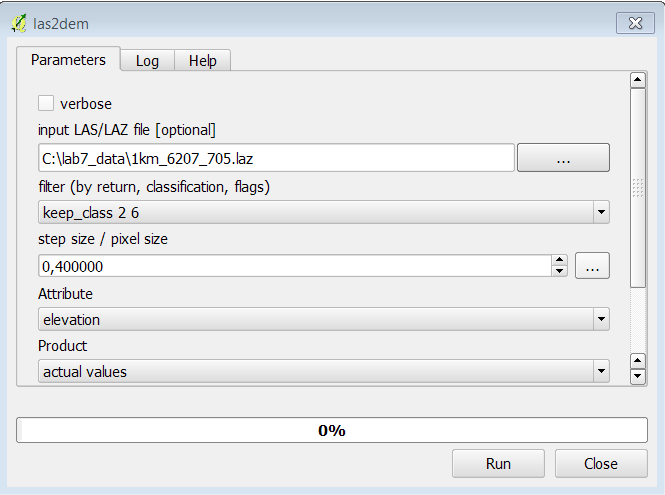 las2dem
Parameters Log Help
verbose
input LAS/LAZ file [optional]
C:\lab7_data\1km_6207_705.laz ...
filter (by return, classification, flags)
keep_class 2 6
step size / pixel size
0,400000 ...
Attribute
elevation
Product
actual values
0%
Run Close